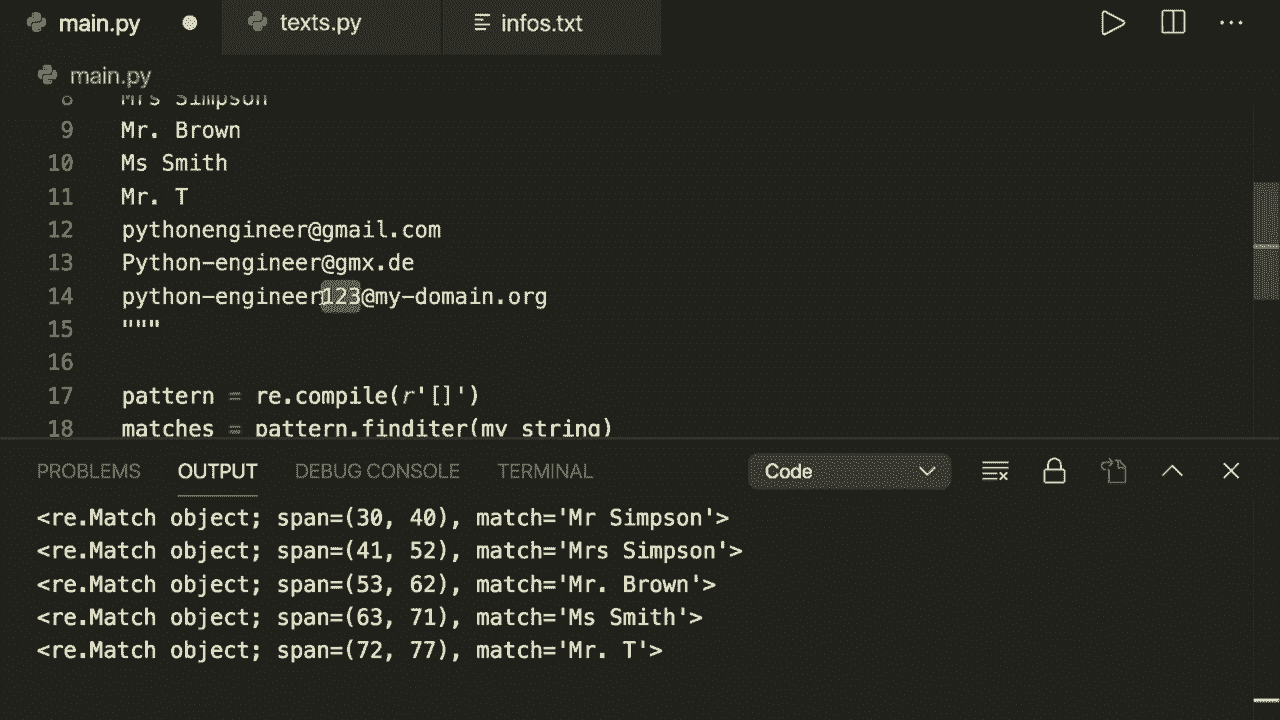 main.py texts.py infos.txt
main.py
8 Mrs Simpson
9 Mr. Brown
10 Ms Smith
11 Mr. T
12 pythonengineer@gmail.com
13 Python-engineer@gmx.de
14 python-engineer123@my-domain.org
15 """
16
17 pattern = re.compile(r'[]')
18 matches = pattern.finditer(my_string)
PROBLEMS OUTPUT DEBUG CONSOLE TERMINAL Code
<re.Match object; span=(30, 40), match='Mr Simpson'>
<re.Match object; span=(41, 52), match='Mrs Simpson'>
<re.Match object; span=(53, 62), match='Mr. Brown'>
<re.Match object; span=(63, 71), match='Ms Smith'>
<re.Match object; span=(72, 77), match='Mr. T'>